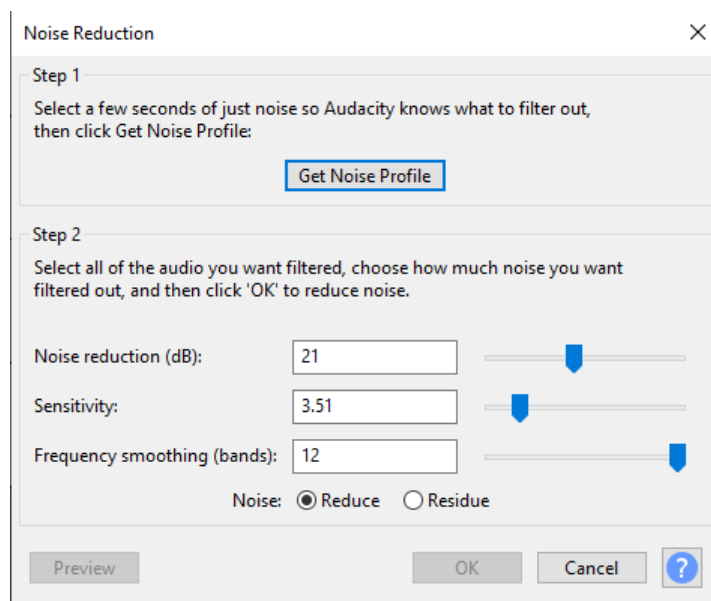 Noise Reduction
Step 1
Select a few seconds of just noise so Audacity knows what to filter out,
then click Get Noise Profile:
Get Noise Profile
Step 2
Select all of the audio you want filtered, choose how much noise you want
filtered out, and then click 'OK' to reduce noise.
Noise reduction (dB): 21
Sensitivity: 3.51
Frequency smoothing (bands): 12
Noise: Reduce Residue
Preview OK Cancel ?